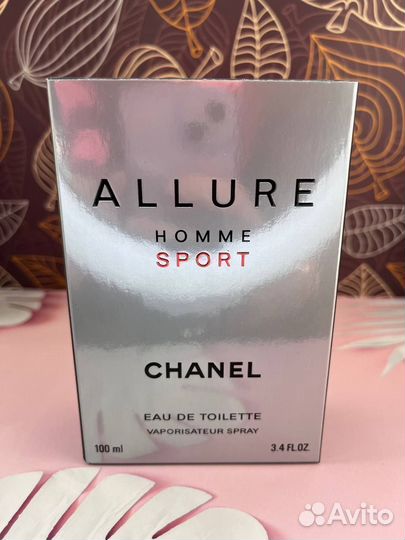 ALLURE
HOMME
SPORT
CHANEL
EAU DE TOILETTE
VAPORISATEUR SPRAY
100 ml 3.4 FL.OZ.
Avito